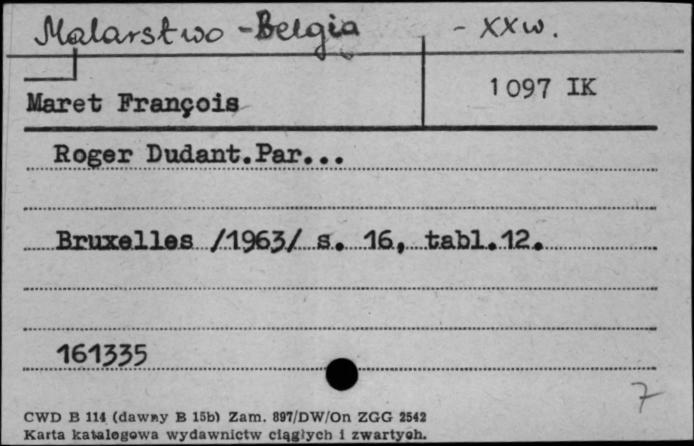 Malarstwo - Belgia - XX w.
Maret François
1097 IK
Roger Dudant.Par...
Bruxelles /1963/ s. 16, tabl.12.
161335
7
CWD B 114 (dawny B 15b) Zam. 897/DW/On ZGG 2542
Karta katalogowa wydawnictw ciągłych i zwartych.